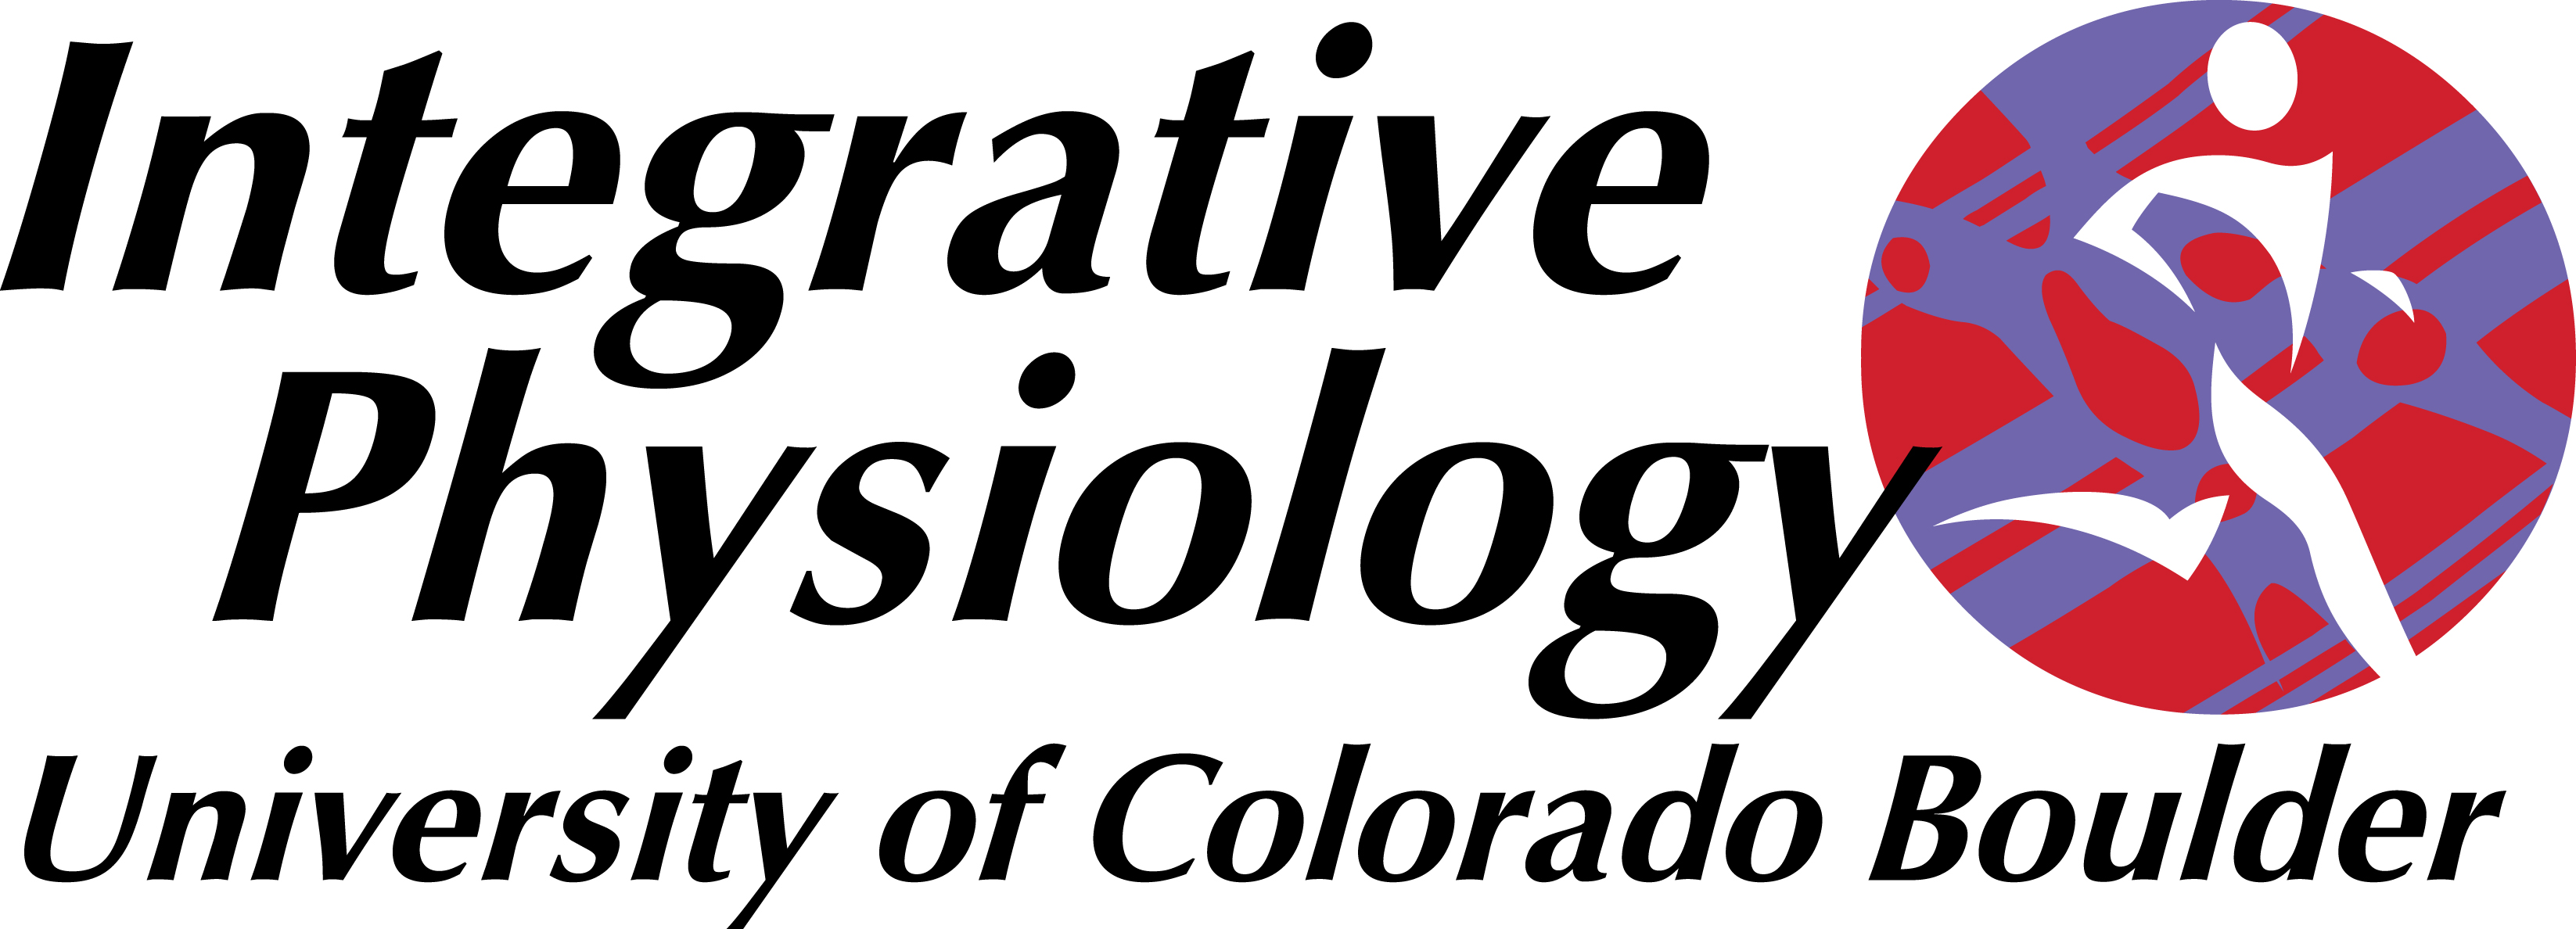 Integrative
Physiology
University of Colorado Boulder